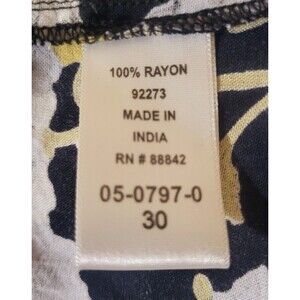 100% RAYON
92273
MADE IN
INDIA
RN # 88842
05-0797-0
30